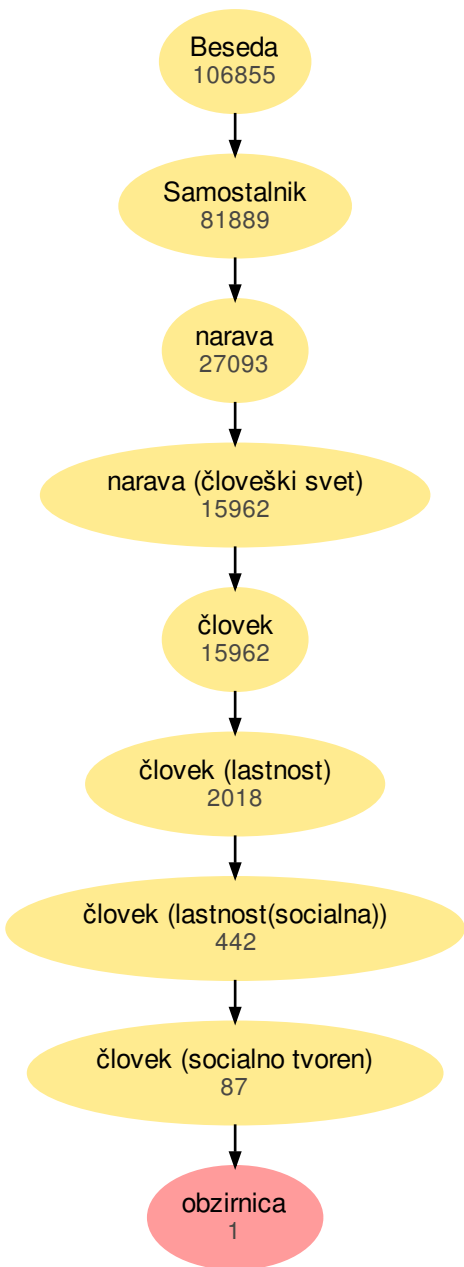 Beseda
106855
Samostalnik
81889
narava
27093
narava (človeški svet)
15962
človek
15962
človek (lastnost)
2018
človek (lastnost(socialna))
442
človek (socialno tvoren)
87
obzirnica
1